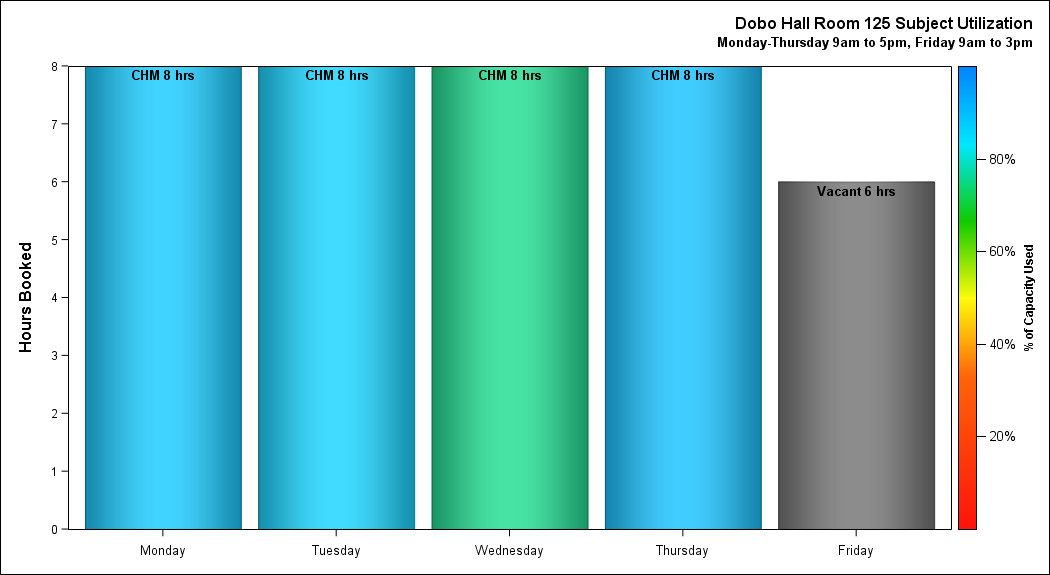 Dobo Hall Room 125 Subject Utilization
Monday-Thursday 9am to 5pm, Friday 9am to 3pm
Hours Booked
8
7
6
5
4
3
2
1
0
CHM 8 hrs
CHM 8 hrs
CHM 8 hrs
CHM 8 hrs
Vacant 6 hrs
Monday
Tuesday
Wednesday
Thursday
Friday
80%
60%
40%
20%
% of Capacity Used